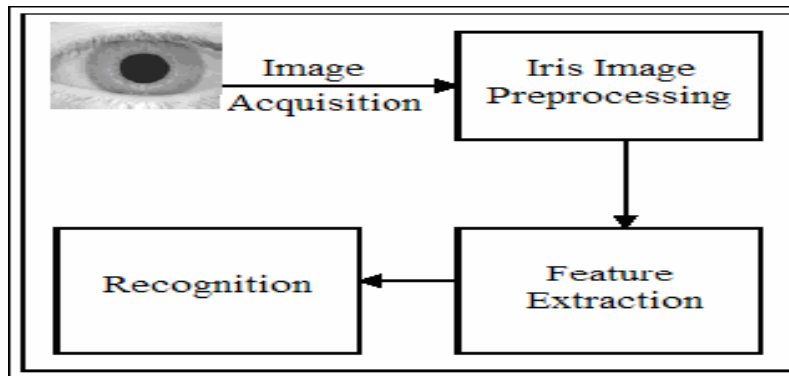 Image
Acquisition
Iris Image
Preprocessing
Feature
Extraction
Recognition